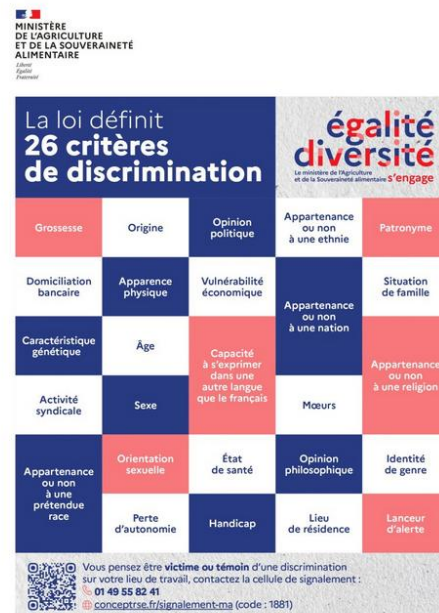 MINISTÈRE
DE L'AGRICULTURE
ET DE LA SOUVERAINETÉ
ALIMENTAIRE
Liberté
Égalité
Fraternité
La loi définit
26 critères
de discrimination
égalité
diversité
Le ministère de l'Agriculture
et de la Souveraineté alimentaire s'engage
Grossesse
Origine
Opinion
politique
Appartenance
ou non
à une ethnie
Patronyme
Domiciliation
bancaire
Apparence
physique
Vulnérabilité
économique
Appartenance
ou non
à une nation
Situation
de famille
Caractéristique
génétique
Âge
Capacité
à s'exprimer
dans une
autre langue
que le français
Appartenance
ou non
à une religion
Activité
syndicale
Sexe
Mœurs
Appartenance
ou non
à une
prétendue
race
Orientation
sexuelle
État
de santé
Opinion
philosophique
Identité
de genre
Perte
d'autonomie
Handicap
Lieu
de résidence
Lanceur
d'alerte
Vous pensez être victime ou témoin d'une discrimination
sur votre lieu de travail, contactez la cellule de signalement :
01 49 55 82 41
conceptrse.fr/signalement-ma (code : 1881)